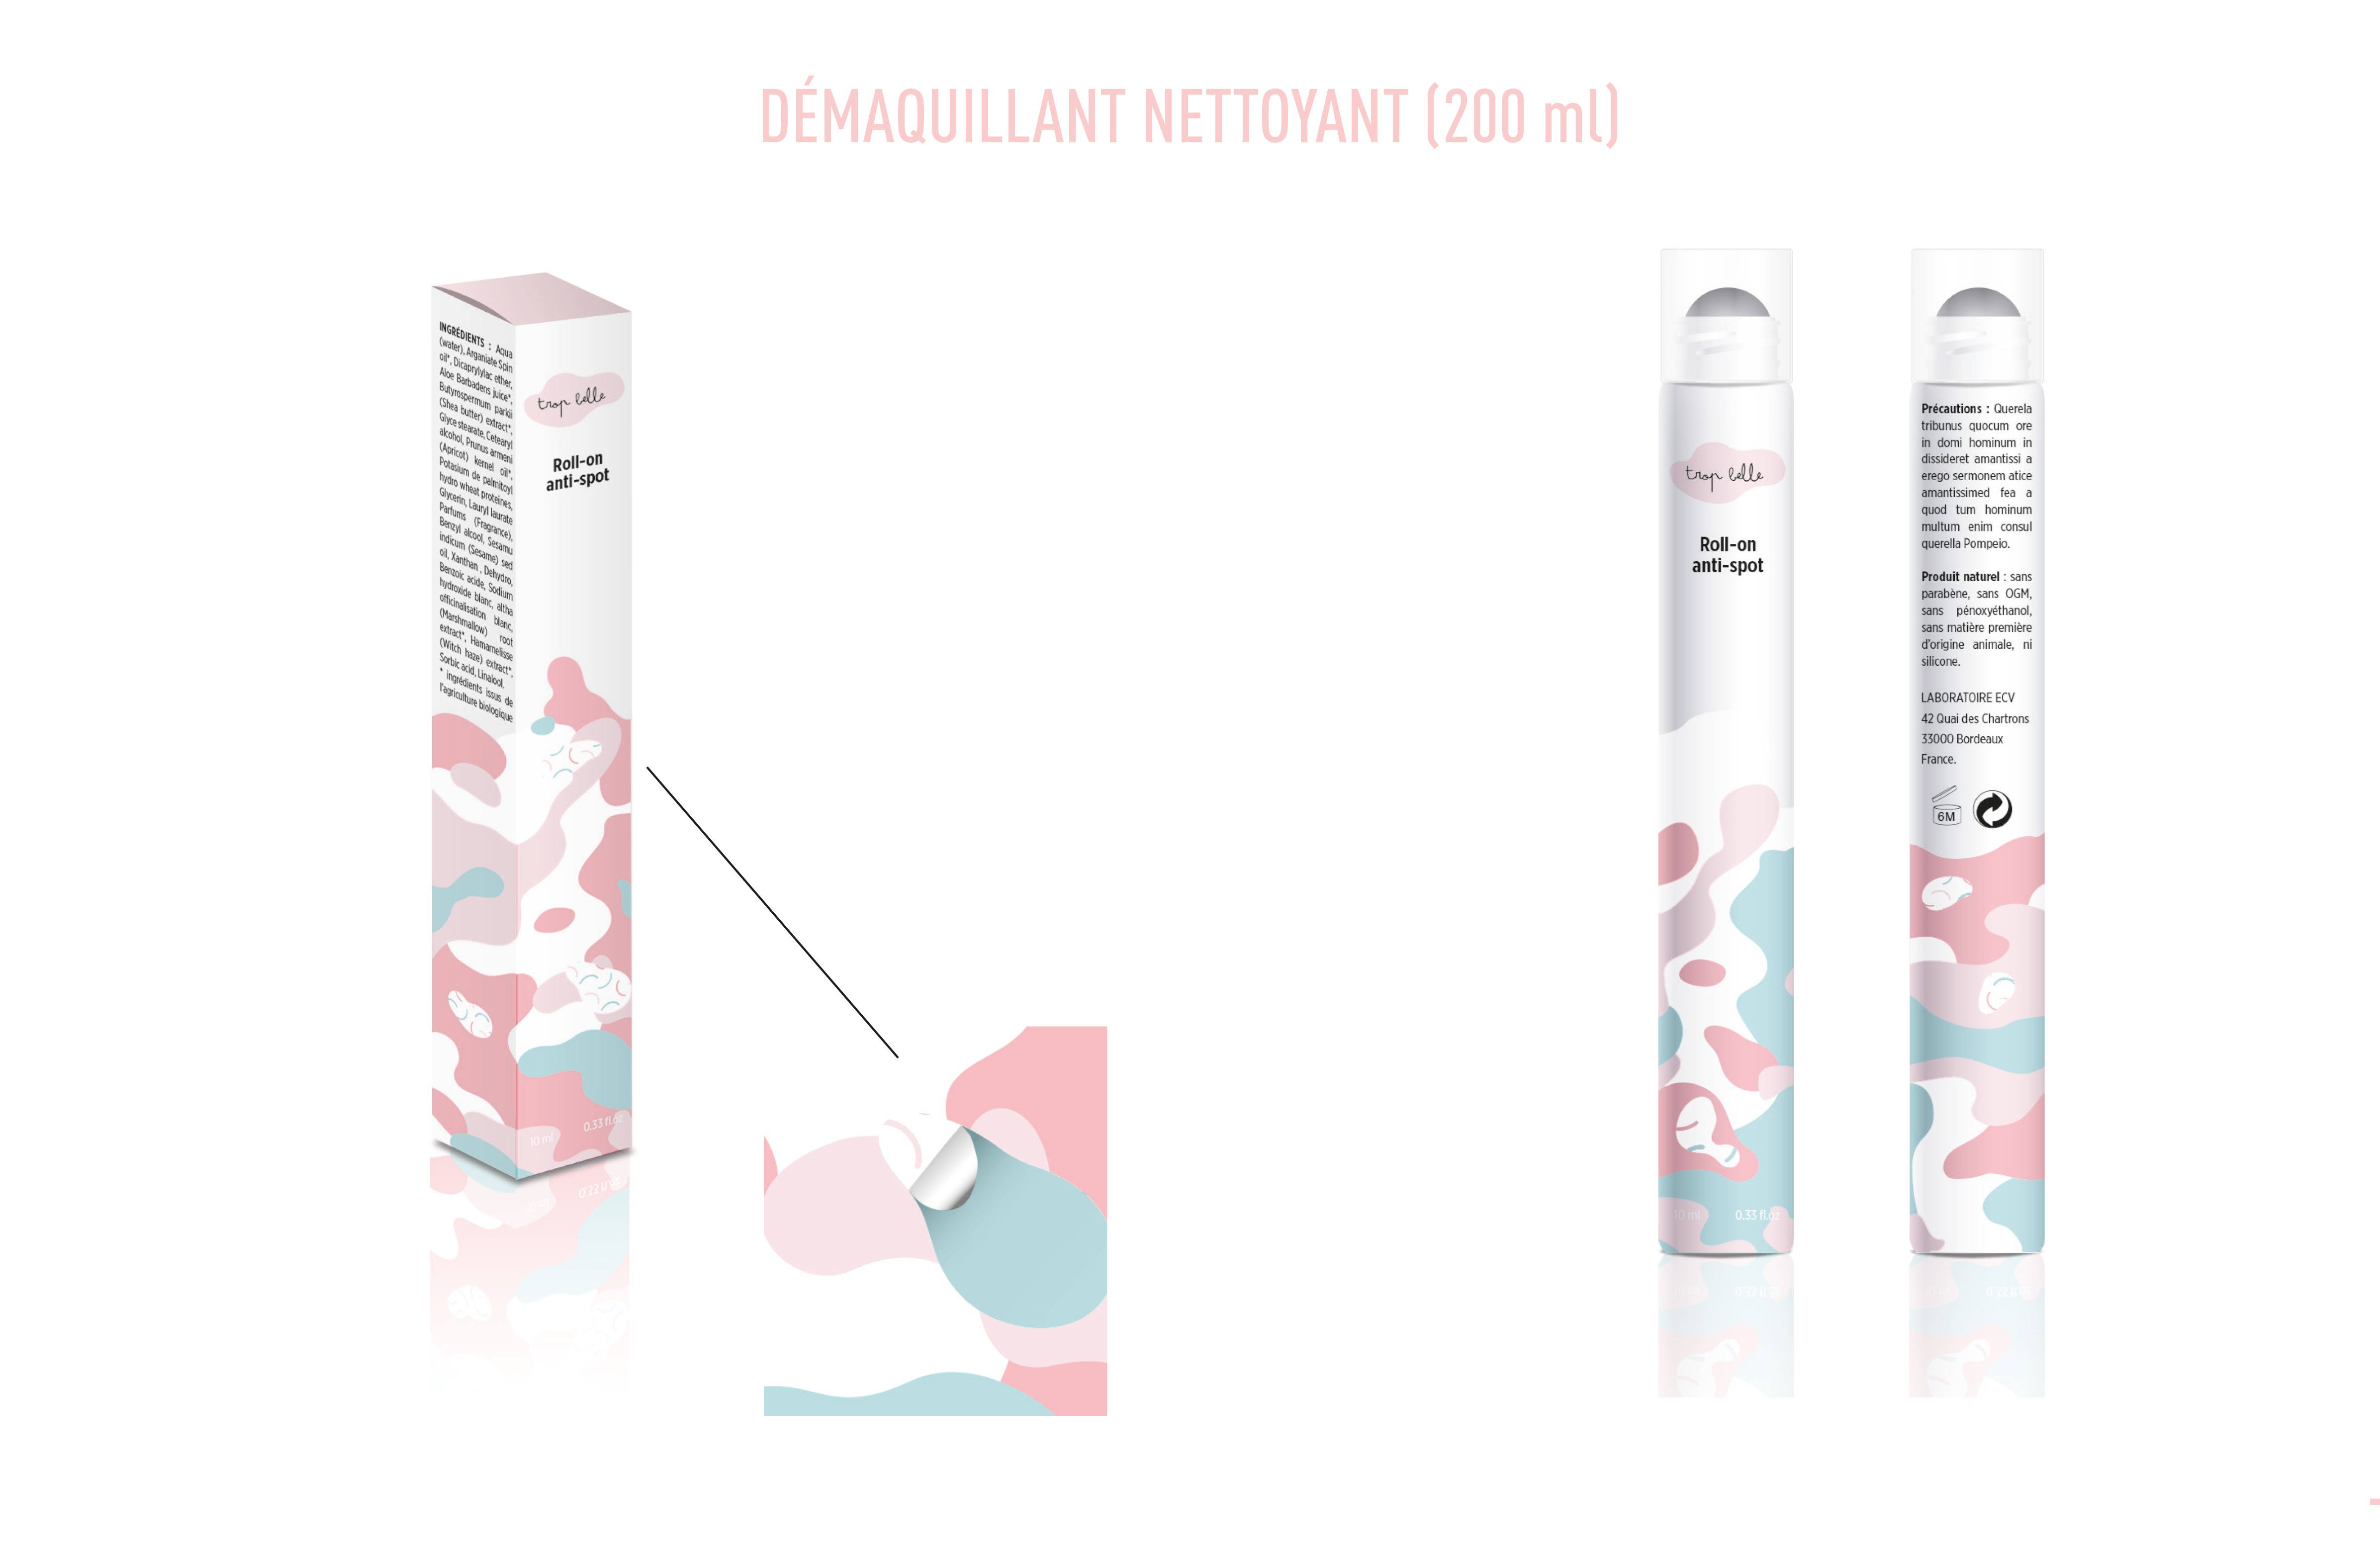 DÉMAQUILLANT NETTOYANT (200 ml)
INGRÉDIENTS : Aqua
(water), Arganiate Spin
oil*, Dicaprylylac ether,
Aloe Barbadens juice*,
Butyrospermum parkii
(Shea butter) extract*,
Glyce stearate, Cetearyl
alcohol, Prunus armeni
(Apricot) kernel oil*,
Potasium de palmitoyl
hydro wheat proteines,
Glycerin, Lauryl laurate
Parfums (Fragrance),
Benzyl alcool, Sesamu
indicum (Sesame) sed
oil, Xanthan , Dehydro,
Benzoic acide, Sodium
hydroxide blanc, altha
officinalisation blanc,
(Marshmallow) root
extract*, Hamamelisse
(Witch haze) extract*,
Sorbic acid, Linalool.
* ingrédients issus de
l'agriculture biologique
trop belle
Roll-on
anti-spot
10 ml 0.33 fl.oz
trop belle
Roll-on
anti-spot
10 ml 0.33 fl.oz
Précautions : Querela
tribunus quocum ore
in domi hominum in
dissideret amantissi a
erego sermonem atice
amantissimed fea a
quod tum hominum
multum enim consul
querella Pompeio.
Produit naturel : sans
parabène, sans OGM,
sans pénoxyéthanol,
sans matière première
d'origine animale, ni
silicone.
LABORATOIRE ECV
42 Quai des Chartrons
33000 Bordeaux
France.
6M